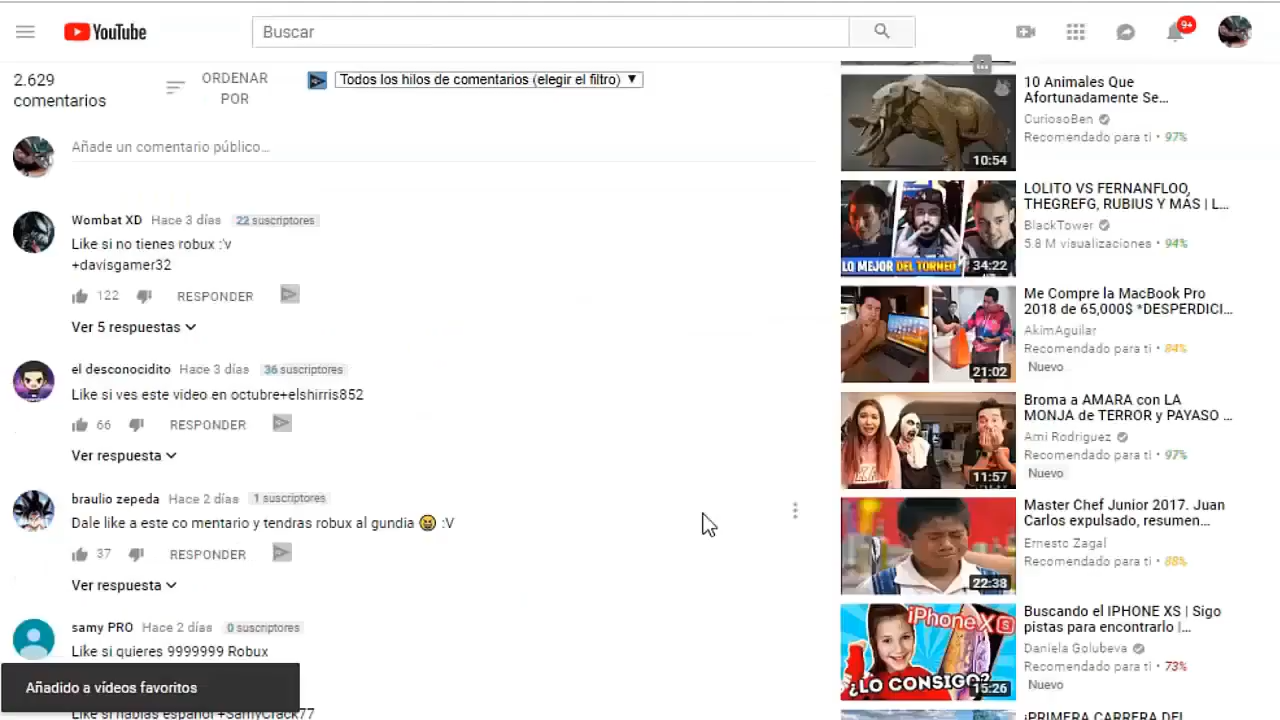 YouTube
Buscar
9+
2.629
comentarios
ORDENAR
POR
Todos los hilos de comentarios (elegir el filtro) ▼
Añade un comentario público...
Wombat XD Hace 3 días 22 suscriptores
Like si no tienes robux :'v
+davisgamer32
122 RESPONDER
Ver 5 respuestas
el desconocidito Hace 3 días 36 suscriptores
Like si ves este video en octubre+elshirris852
66 RESPONDER
Ver respuesta
braulio zepeda Hace 2 días 1 suscriptores
Dale like a este co mentario y tendras robux al gundia 😆 :V
37 RESPONDER
Ver respuesta
samy PRO Hace 2 días 0 suscriptores
Like si quieres 9999999 Robux
Like si hablas español +SamyCrack77
Añadido a vídeos favoritos
10:54
10 Animales Que
Afortunadamente Se...
CuriosoBen
Recomendado para ti • 97%
LO MEJOR DEL TORNEO
34:22
LOLITO VS FERNANFLOO,
THEGREFG, RUBIUS Y MÁS | L...
BlackTower
5.8 M visualizaciones • 94%
21:02
Me Compre la MacBook Pro
2018 de 65,000$ *DESPERDICI...
AkimAguilar
Recomendado para ti • 84%
Nuevo
11:57
Broma a AMARA con LA
MONJA de TERROR y PAYASO ...
Ami Rodriguez
Recomendado para ti • 97%
Nuevo
22:38
Master Chef Junior 2017. Juan
Carlos expulsado, resumen...
Ernesto Zagal
Recomendado para ti • 88%
iPhone XS
¿LO CONSIGO?
15:26
Buscando el IPHONE XS | Sigo
pistas para encontrarlo |...
Daniela Golubeva
Recomendado para ti • 73%
Nuevo
¡PRIMERA CARRERA DEL